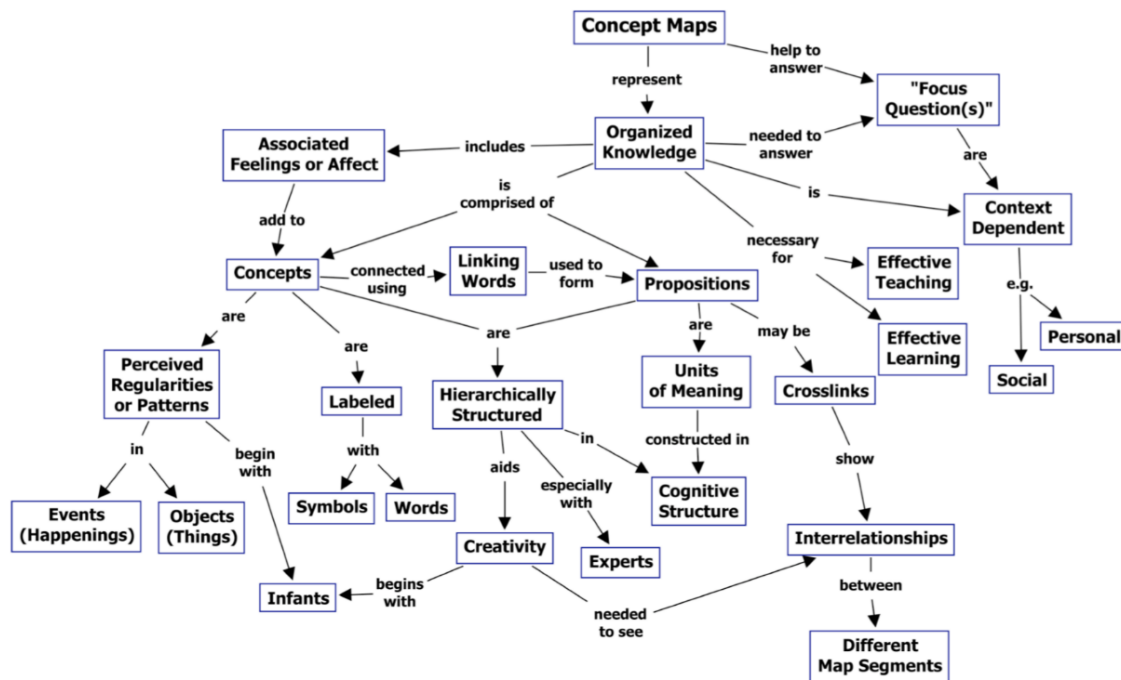 Concept Maps
help to
answer
represent
"Focus
Question(s)"
Associated
Feelings or Affect
includes
Organized
Knowledge
needed to
answer
are
is
comprised of
is
Context
Dependent
add to
necessary
for
Concepts
connected
using
Linking
Words
used to
form
Propositions
Effective
Teaching
e.g.
are
are
are
are
may be
Effective
Learning
Personal
Perceived
Regularities
or Patterns
Labeled
Hierarchically
Structured
Units
of Meaning
Crosslinks
Social
in
begin
with
with
aids
in
constructed in
show
especially
with
Events
(Happenings)
Objects
(Things)
Symbols
Words
Cognitive
Structure
Creativity
Experts
Interrelationships
Infants
begins
with
needed
to see
between
Different
Map Segments